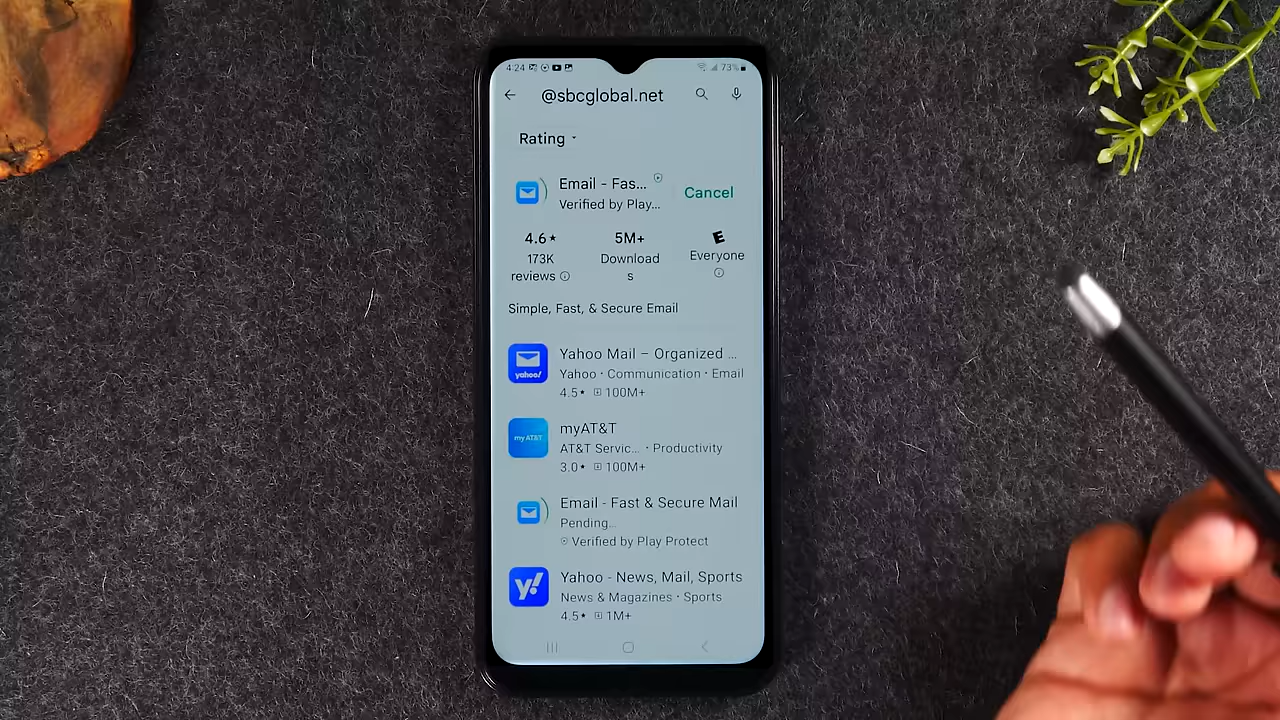 4:24 73%
@sbcglobal.net
Rating
Email - Fas...
Verified by Play...
Cancel
4.6★
173K
reviews
5M+
Download
s
E
Everyone
Simple, Fast, & Secure Email
yahoo!
Yahoo Mail – Organized ...
Yahoo • Communication • Email
4.5★ 100M+
my AT&T
myAT&T
AT&T Servic... • Productivity
3.0★ 100M+
Email - Fast & Secure Mail
Pending...
Verified by Play Protect
y!
Yahoo - News, Mail, Sports
News & Magazines • Sports
4.5★ 1M+